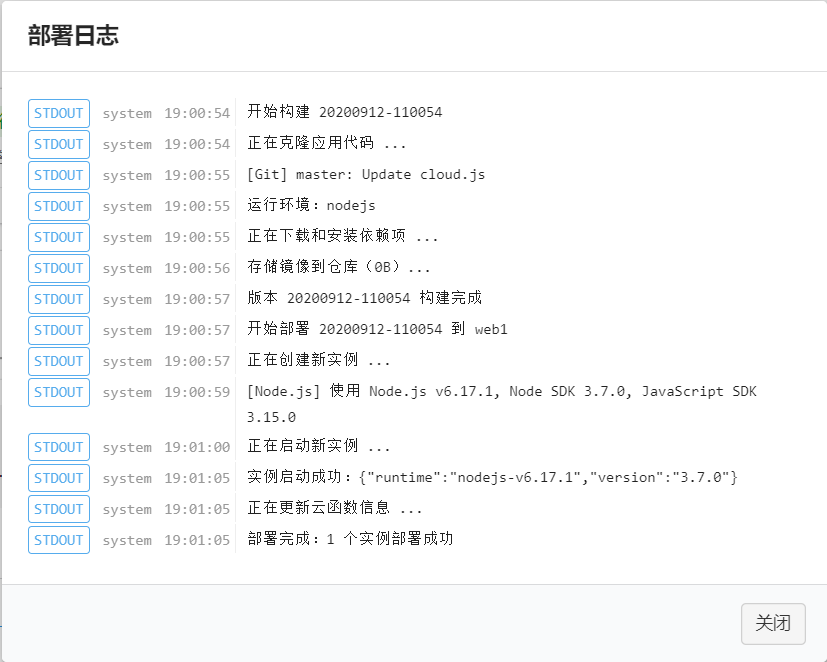 部署日志
STDOUT system 19:00:54 开始构建 20200912-110054
STDOUT system 19:00:54 正在克隆应用代码 ...
STDOUT system 19:00:55 [Git] master: Update cloud.js
STDOUT system 19:00:55 运行环境：nodejs
STDOUT system 19:00:55 正在下载和安装依赖项 ...
STDOUT system 19:00:56 存储镜像到仓库（0B）...
STDOUT system 19:00:57 版本 20200912-110054 构建完成
STDOUT system 19:00:57 开始部署 20200912-110054 到 web1
STDOUT system 19:00:57 正在创建新实例 ...
STDOUT system 19:00:59 [Node.js] 使用 Node.js v6.17.1, Node SDK 3.7.0, JavaScript SDK
3.15.0
STDOUT system 19:01:00 正在启动新实例 ...
STDOUT system 19:01:05 实例启动成功：{"runtime":"nodejs-v6.17.1","version":"3.7.0"}
STDOUT system 19:01:05 正在更新云函数信息 ...
STDOUT system 19:01:05 部署完成：1 个实例部署成功
关闭